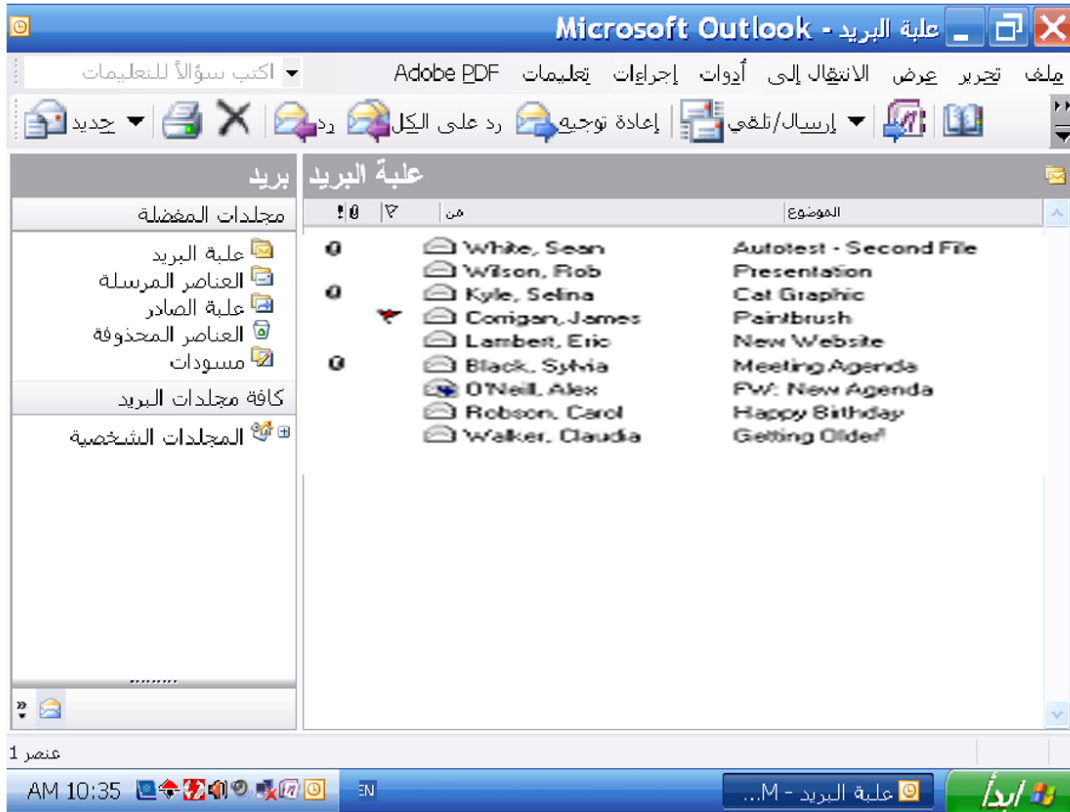 علبة البريد - Microsoft Outlook
ملف تحرير عرض الانتقال إلى أدوات إجراءات تعليمات Adobe PDF اكتب سؤالاً للتعليمات
جديد رد رد على الكل إعادة توجيه إرسال/تلقي
بريد
مجلدات المفضلة
علبة البريد
العناصر المرسلة
علبة الصادر
العناصر المحذوفة
مسودات
كافة مجلدات البريد
المجلدات الشخصية
علبة البريد
من الموضوع
White, Sean Autotest - Second File
Wilson, Rob Presentation
Kyle, Selina Cat Graphic
Corrigan, James Paintbrush
Lambert, Eric New Website
Black, Sylvia Meeting Agenda
O'Neill, Alex FW: New Agenda
Robson, Carol Happy Birthday
Walker, Claudia Getting Older!
عنصر 1
ابدأ
علبة البريد - M...
EN
AM 10:35